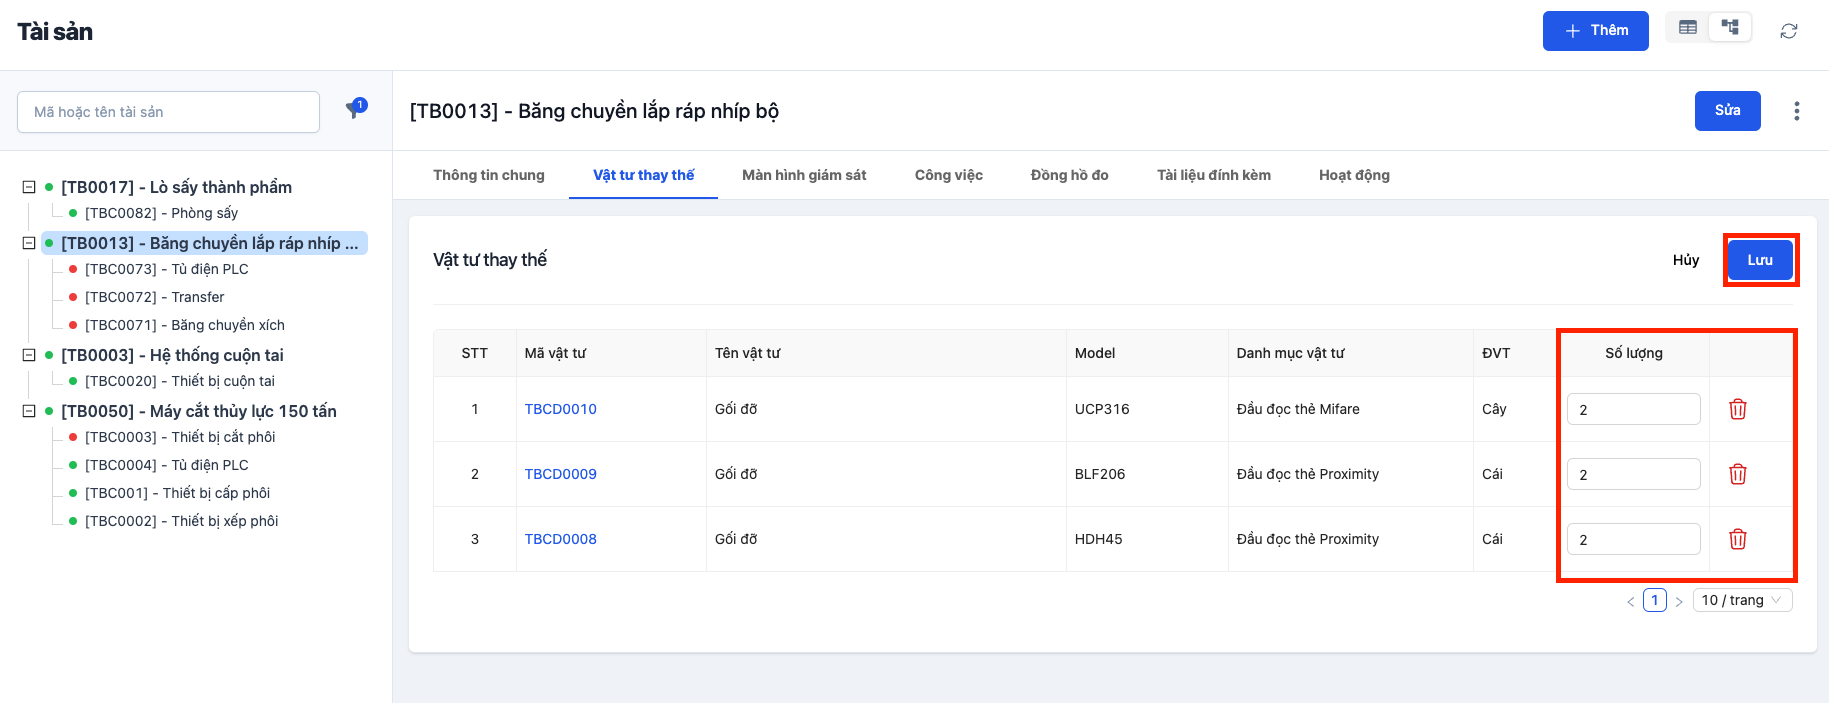 Tài sản
Thêm
Mã hoặc tên tài sản
1
[TB0017] - Lò sấy thành phẩm
[TBC0082] - Phòng sấy
[TB0013] - Băng chuyền lắp ráp nhíp ...
[TBC0073] - Tủ điện PLC
[TBC0072] - Transfer
[TBC0071] - Băng chuyền xích
[TB0003] - Hệ thống cuộn tai
[TBC0020] - Thiết bị cuộn tai
[TB0050] - Máy cắt thủy lực 150 tấn
[TBC0003] - Thiết bị cắt phôi
[TBC0004] - Tủ điện PLC
[TBC001] - Thiết bị cấp phôi
[TBC0002] - Thiết bị xếp phôi
[TB0013] - Băng chuyền lắp ráp nhíp bộ
Sửa
Thông tin chung Vật tư thay thế Màn hình giám sát Công việc Đồng hồ đo Tài liệu đính kèm Hoạt động
Vật tư thay thế
Hủy Lưu
STT Mã vật tư Tên vật tư Model Danh mục vật tư ĐVT Số lượng
1 TBCD0010 Gối đỡ UCP316 Đầu đọc thẻ Mifare Cây 2
2 TBCD0009 Gối đỡ BLF206 Đầu đọc thẻ Proximity Cái 2
3 TBCD0008 Gối đỡ HDH45 Đầu đọc thẻ Proximity Cái 2
< 1 > 10 / trang